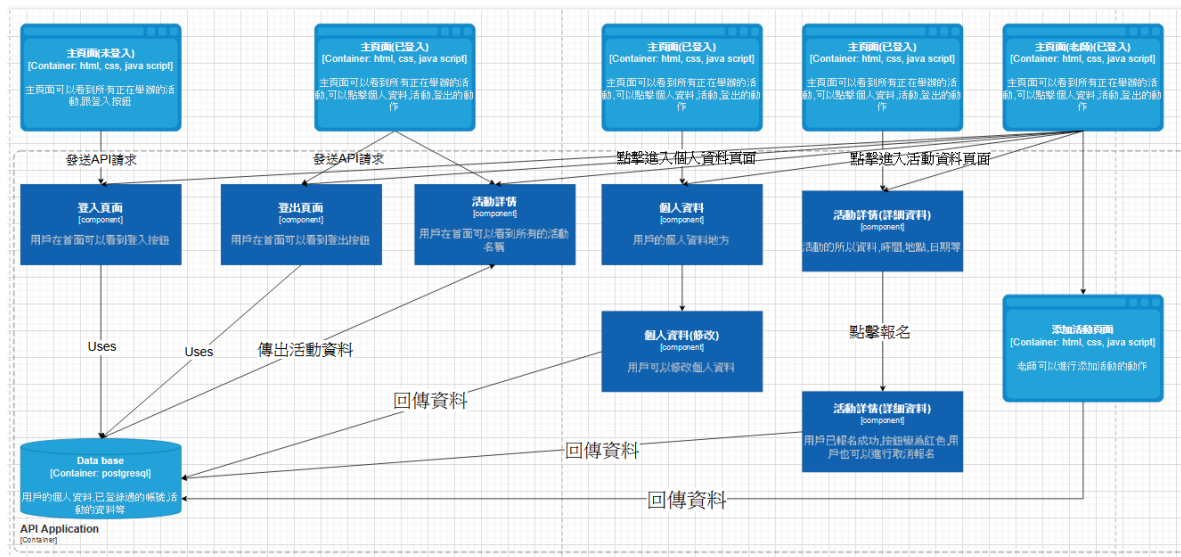 主頁面(未登入)
[Container: html, css, java script]
主頁面可以看到所有正在學辦的活
動,跟登入按鈕
主頁面(已登入)
[Container: html, css, java script]
主頁面可以看到所有正在學辦的活
動,可以點擊個人資料,活動,登出的動
作
主頁面(已登入)
[Container: html, css, java script]
主頁面可以看到所有正在學辦的活
動,可以點擊個人資料,活動,登出的動
作
主頁面(已登入)
[Container: html, css, java script]
主頁面可以看到所有正在學辦的活
動,可以點擊個人資料,活動,登出的動
作
主頁面(老師)(已登入)
[Container: html, css, java script]
主頁面可以看到所有正在學辦的活
動,可以點擊個人資料,活動,登出的動
作
發送API請求
發送API請求
點擊進入個人資料頁面
點擊進入活動資料頁面
登入頁面
[component]
用戶在首面可以看到登入按鈕
登出頁面
[component]
用戶在首面可以看到登出按鈕
活動詳情
[component]
用戶在首面可以看到所有的活動
名稱
個人資料
[component]
用戶的個人資料地方
活動詳情(詳細資料)
[component]
活動的所以資料,時間,地點,日期等
Uses
Uses
傳出活動資料
個人資料(修改)
[component]
用戶可以修改個人資料
點擊報名
添加活動頁面
[Container: html, css, java script]
老師可以進行添加活動的動作
回傳資料
活動詳情(詳細資料)
[component]
用戶已報名成功,按鈕變為紅色,用
戶也可以進行取消報名
回傳資料
Data base
[Container: postgresql]
用戶的個人資料,已登錄過的帳號,活
動的資料等
回傳資料
API Application
[Container]